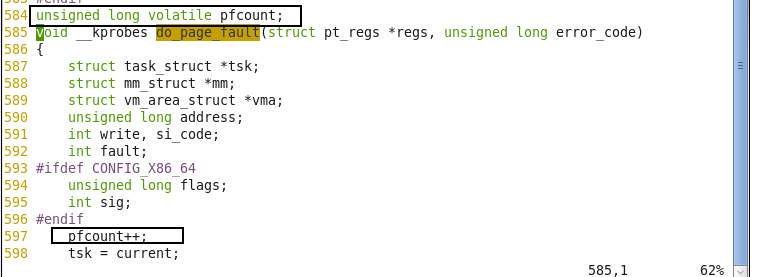 583 #endif
584 unsigned long volatile pfcount;
585 void __kprobes do_page_fault(struct pt_regs *regs, unsigned long error_code)
586 {
587     struct task_struct *tsk;
588     struct mm_struct *mm;
589     struct vm_area_struct *vma;
590     unsigned long address;
591     int write, si_code;
592     int fault;
593 #ifdef CONFIG_X86_64
594     unsigned long flags;
595     int sig;
596 #endif
597     pfcount++;
598     tsk = current;
585,1 62%